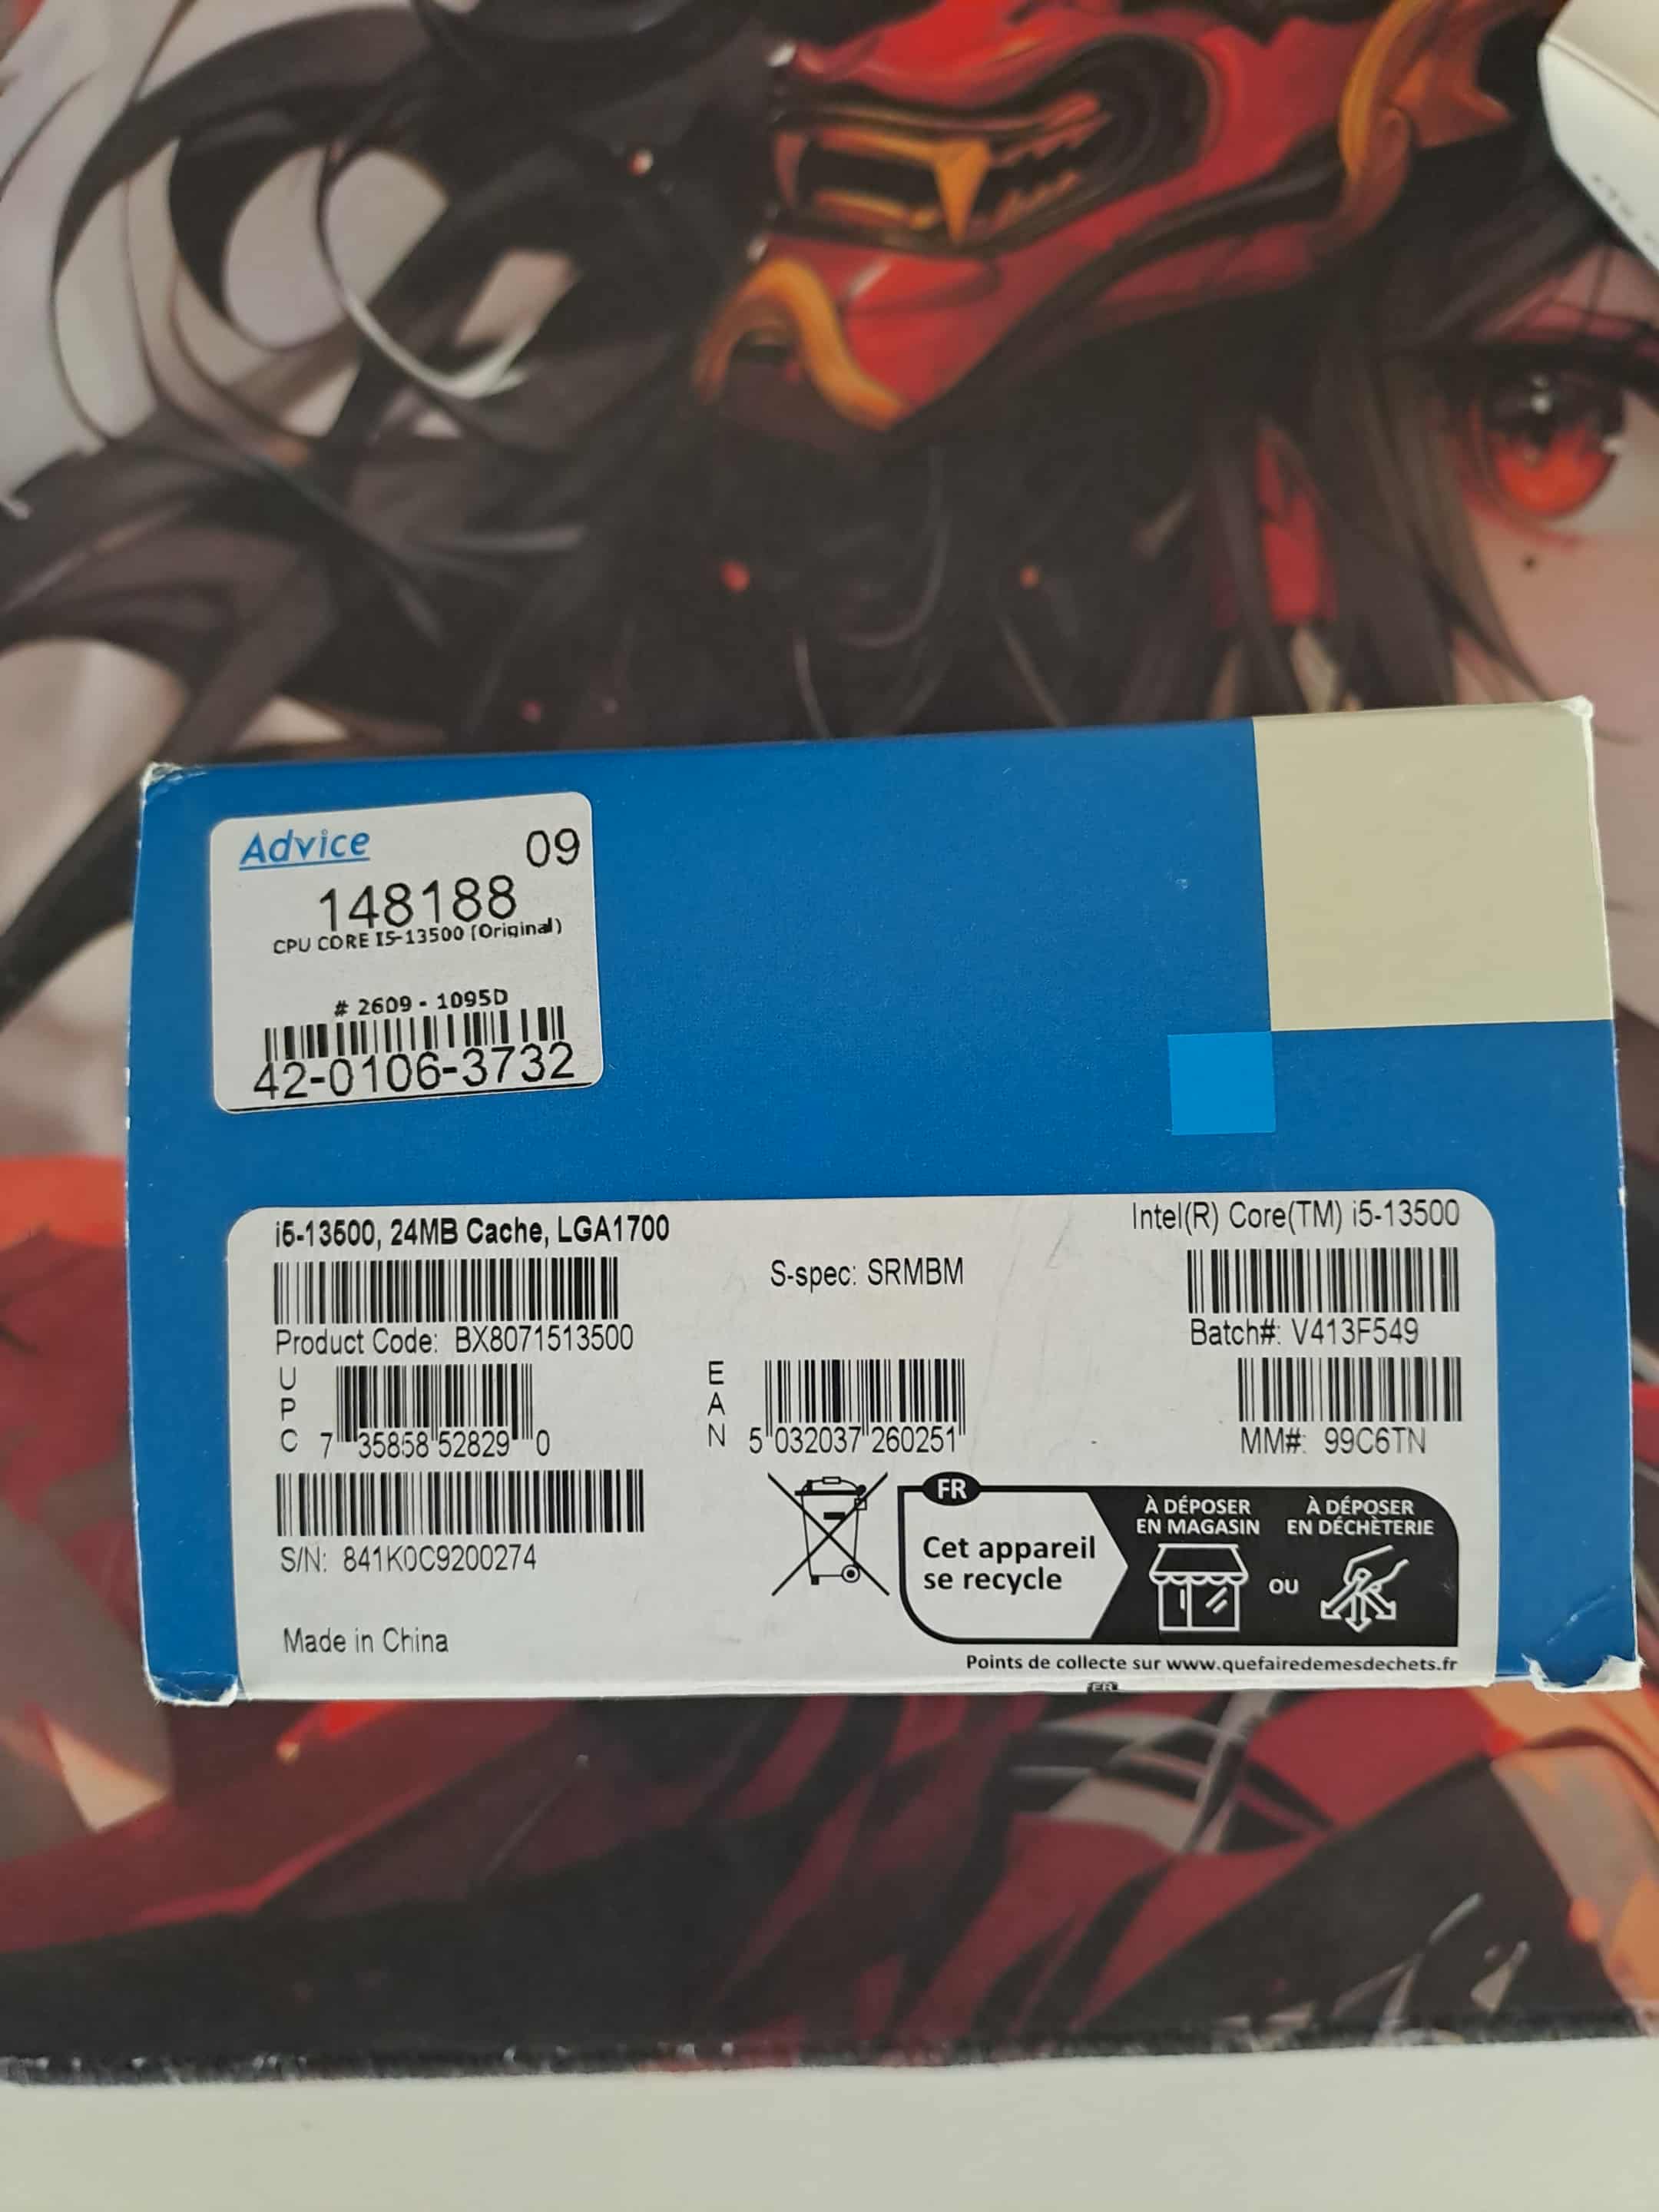 Advice
09
148188
CPU CORE I5-13500 (Original)
# 2609 - 1095D
42-0106-3732
i5-13500, 24MB Cache, LGA1700
Intel(R) Core(TM) i5-13500
S-spec: SRMBM
Product Code: BX8071513500
Batch#: V413F549
UPC
7 35858 52829 0
EAN
5 032037 260251
MM#: 99C6TN
S/N: 841K0C9200274
Made in China
FR
Cet appareil
se recycle
À DÉPOSER
EN MAGASIN
OU
À DÉPOSER
EN DÉCHÈTERIE
Points de collecte sur www.quefairedemesdechets.fr
FR